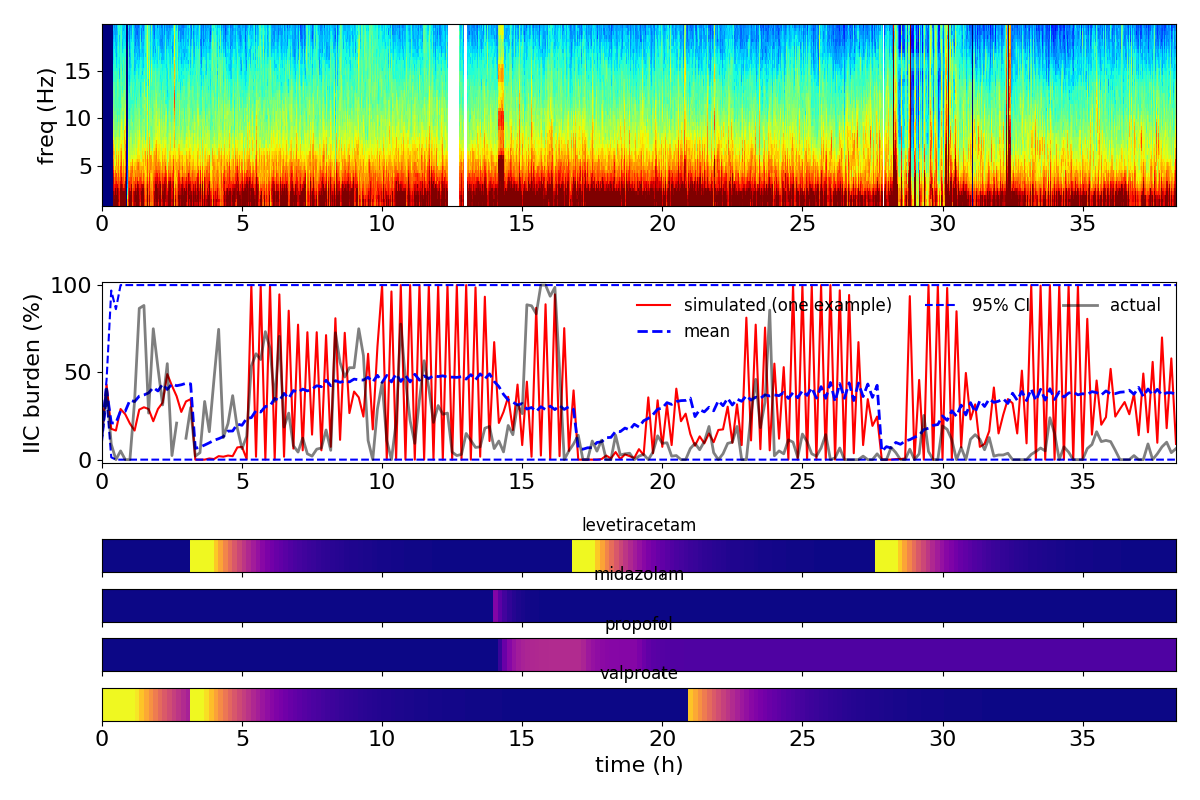 freq (Hz)
15
10
5
0 5 10 15 20 25 30 35
IIC burden (%)
100
50
0
simulated (one example) 95% CI actual
mean
0 5 10 15 20 25 30 35
levetiracetam
midazolam
propofol
valproate
0 5 10 15 20 25 30 35
time (h)